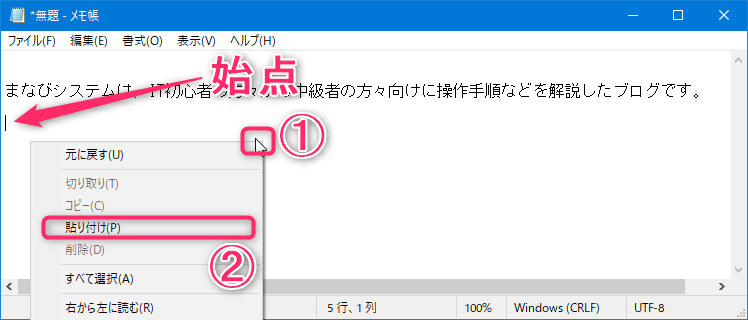 *無題 - メモ帳
ファイル(F) 編集(E) 書式(O) 表示(V) ヘルプ(H)
始点
まなびシステムは、IT初心者の 中級者の方々向けに操作手順などを解説したブログです。
①
元に戻す(U)
切り取り(T)
コピー(C)
貼り付け(P)
削除(D)
②
すべて選択(A)
右から左に読む(R)
5 行、1 列 100% Windows (CRLF) UTF-8